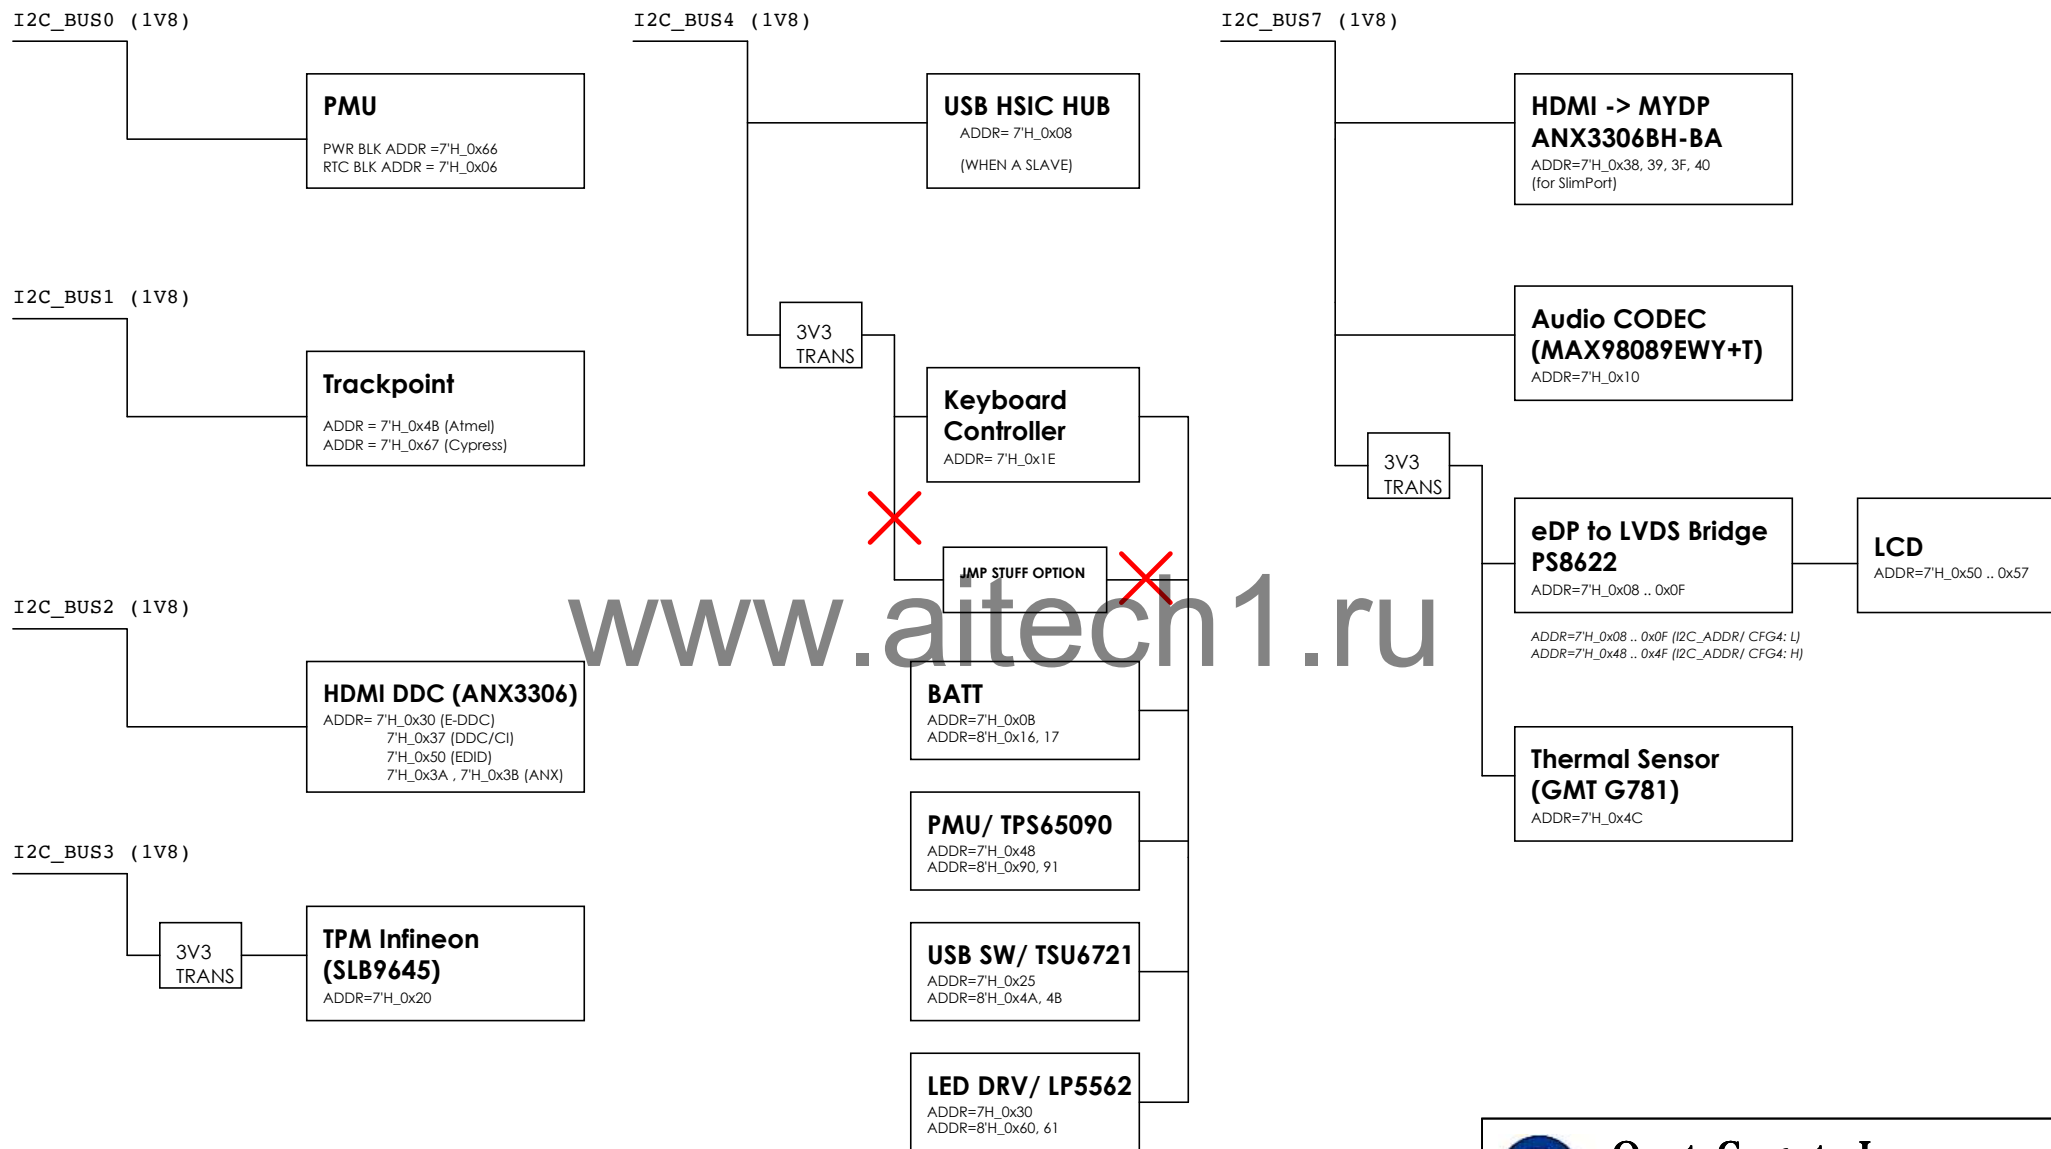 I2C_BUS0 (1V8)
PMU
PWR BLK ADDR =7'H_0x66
RTC BLK ADDR = 7'H_0x06
I2C_BUS1 (1V8)
Trackpoint
ADDR = 7'H_0x4B (Atmel)
ADDR = 7'H_0x67 (Cypress)
I2C_BUS2 (1V8)
HDMI DDC (ANX3306)
ADDR= 7'H_0x30 (E-DDC)
7'H_0x37 (DDC/CI)
7'H_0x50 (EDID)
7'H_0x3A , 7'H_0x3B (ANX)
I2C_BUS3 (1V8)
3V3
TRANS
TPM Infineon
(SLB9645)
ADDR=7'H_0x20
I2C_BUS4 (1V8)
USB HSIC HUB
ADDR= 7'H_0x08
(WHEN A SLAVE)
3V3
TRANS
Keyboard
Controller
ADDR= 7'H_0x1E
JMP STUFF OPTION
www.aitech1.ru
BATT
ADDR=7'H_0x0B
ADDR=8'H_0x16, 17
PMU/ TPS65090
ADDR=7'H_0x48
ADDR=8'H_0x90, 91
USB SW/ TSU6721
ADDR=7'H_0x25
ADDR=8'H_0x4A, 4B
LED DRV/ LP5562
ADDR=7H_0x30
ADDR=8'H_0x60, 61
I2C_BUS7 (1V8)
HDMI -> MYDP
ANX3306BH-BA
ADDR=7'H_0x38, 39, 3F, 40
(for SlimPort)
Audio CODEC
(MAX98089EWY+T)
ADDR=7'H_0x10
3V3
TRANS
eDP to LVDS Bridge
PS8622
ADDR=7'H_0x08 .. 0x0F
ADDR=7'H_0x08 .. 0x0F (I2C_ADDR/ CFG4: L)
ADDR=7'H_0x48 .. 0x4F (I2C_ADDR/ CFG4: H)
LCD
ADDR=7'H_0x50 .. 0x57
Thermal Sensor
(GMT G781)
ADDR=7'H_0x4C